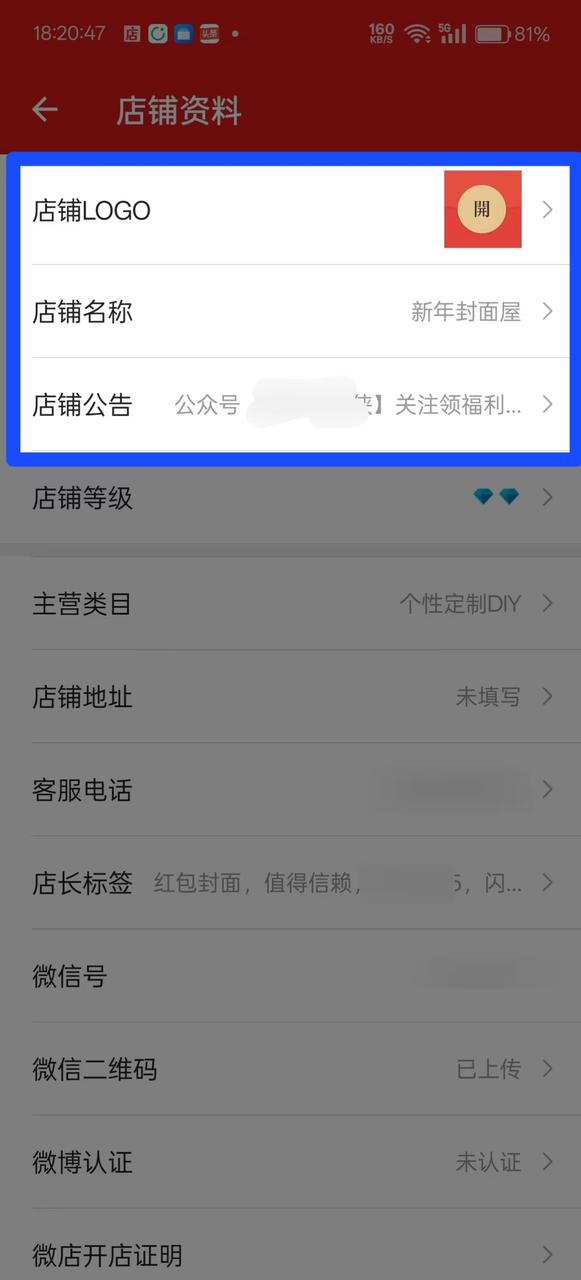 18:20:47 店 头条 160 KB/S 5G 81%
店铺资料
店铺LOGO 開
店铺名称 新年封面屋
店铺公告 公众号 侠】关注领福利...
店铺等级
主营类目 个性定制DIY
店铺地址 未填写
客服电话
店长标签 红包封面，值得信赖, 5，闪...
微信号
微信二维码 已上传
微博认证 未认证
微店开店证明